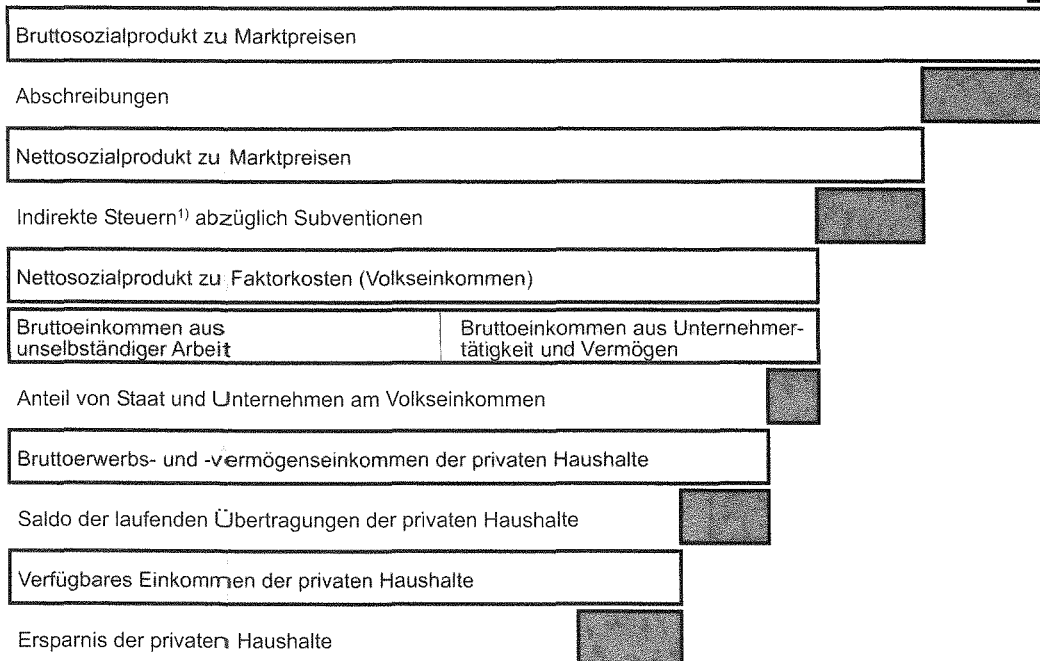 Bruttosozialprodukt zu Marktpreisen
Abschreibungen
Nettosozialprodukt zu Marktpreisen
Indirekte Steuern¹⁾ abzüglich Subventionen
Nettosozialprodukt zu Faktorkosten (Volkseinkommen)
Bruttoeinkommen aus
unselbständiger Arbeit
Bruttoeinkommen aus Unternehmer-
tätigkeit und Vermögen
Anteil von Staat und Unternehmen am Volkseinkommen
Bruttoerwerbs- und -vermögenseinkommen der privaten Haushalte
Saldo der laufenden Übertragungen der privaten Haushalte
Verfügbares Einkommen der privaten Haushalte
Ersparnis der privaten Haushalte